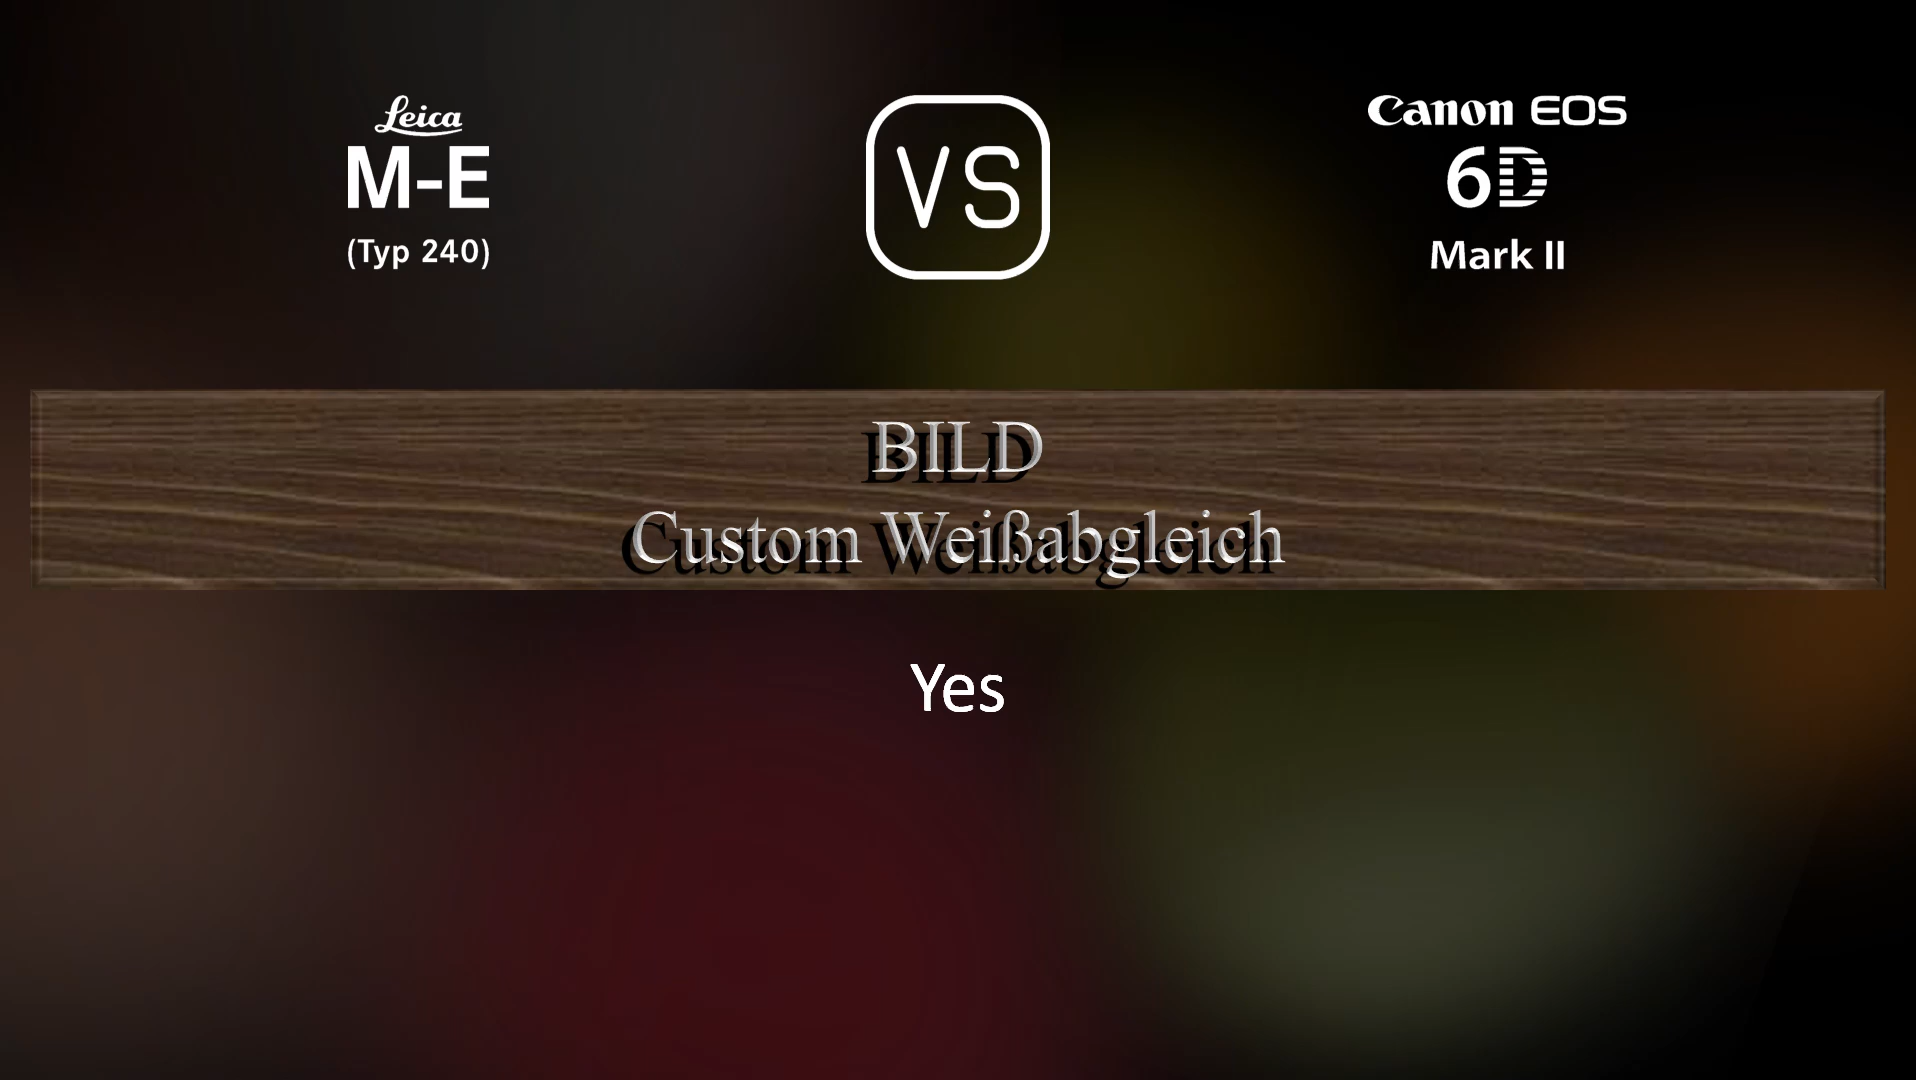 Leica
M-E
(Typ 240)
VS
Canon EOS
6D
Mark II
BILD
Custom Weißabgleich
Yes